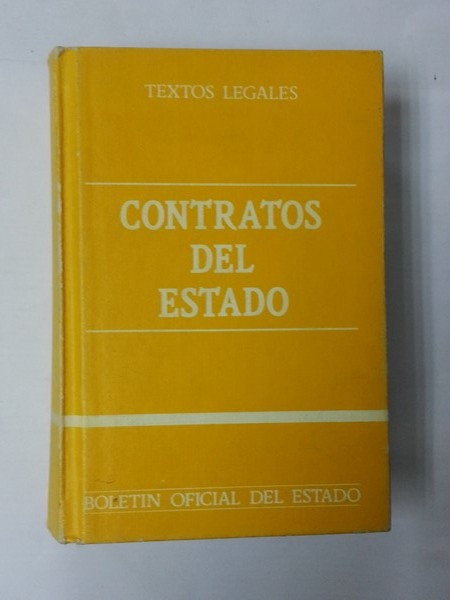 TEXTOS LEGALES
CONTRATOS
DEL
ESTADO
BOLETIN OFICIAL DEL ESTADO